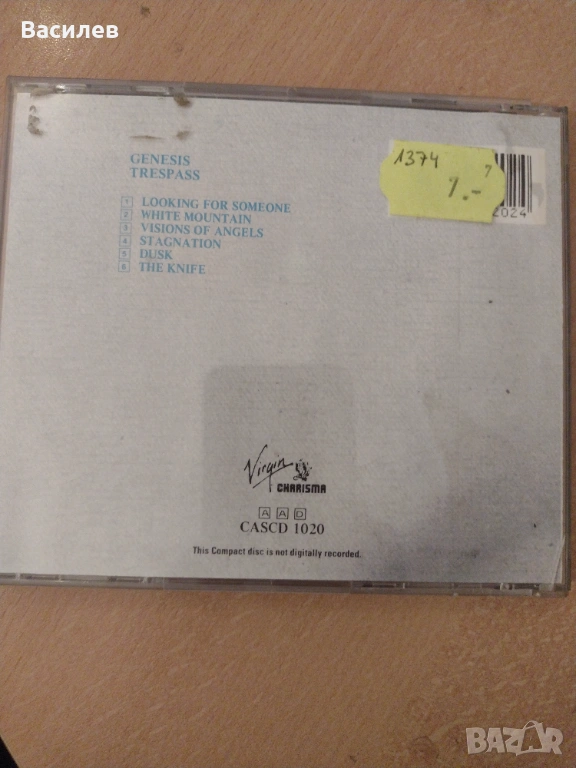 Василев
GENESIS
TRESPASS
1 LOOKING FOR SOMEONE
2 WHITE MOUNTAIN
3 VISIONS OF ANGELS
4 STAGNATION
5 DUSK
6 THE KNIFE
1374
7
1.-
2024
Virgin
CHARISMA
A A D
CASCD 1020
This Compact disc is not digitally recorded.
BAZAR